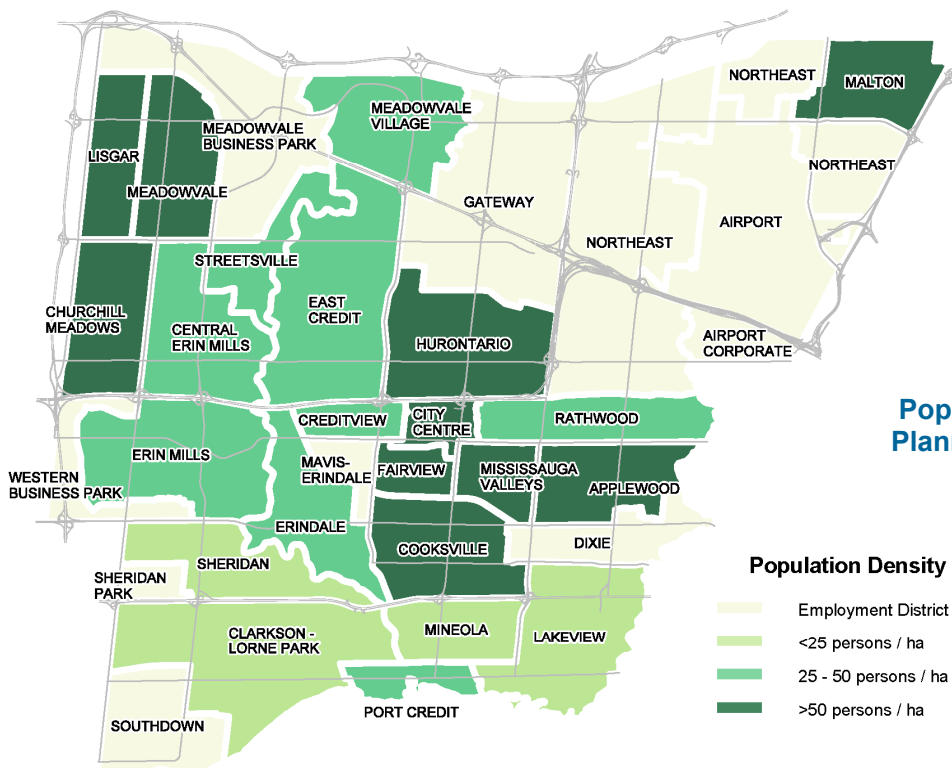 NORTHEAST
MALTON
MEADOWVALE
VILLAGE
MEADOWVALE
BUSINESS PARK
LISGAR
MEADOWVALE
NORTHEAST
GATEWAY
AIRPORT
NORTHEAST
STREETSVILLE
EAST
CREDIT
CHURCHILL
MEADOWS
CENTRAL
ERIN MILLS
HURONTARIO
AIRPORT
CORPORATE
CREDITVIEW
CITY
CENTRE
RATHWOOD
Pop
Plan
ERIN MILLS
MAVIS-
ERINDALE
FAIRVIEW
MISSISSAUGA
VALLEYS
APPLEWOOD
WESTERN
BUSINESS PARK
ERINDALE
COOKSVILLE
DIXIE
SHERIDAN
SHERIDAN
PARK
CLARKSON -
LORNE PARK
MINEOLA
LAKEVIEW
PORT CREDIT
SOUTHDOWN
Population Density
Employment District
<25 persons / ha
25 - 50 persons / ha
>50 persons / ha